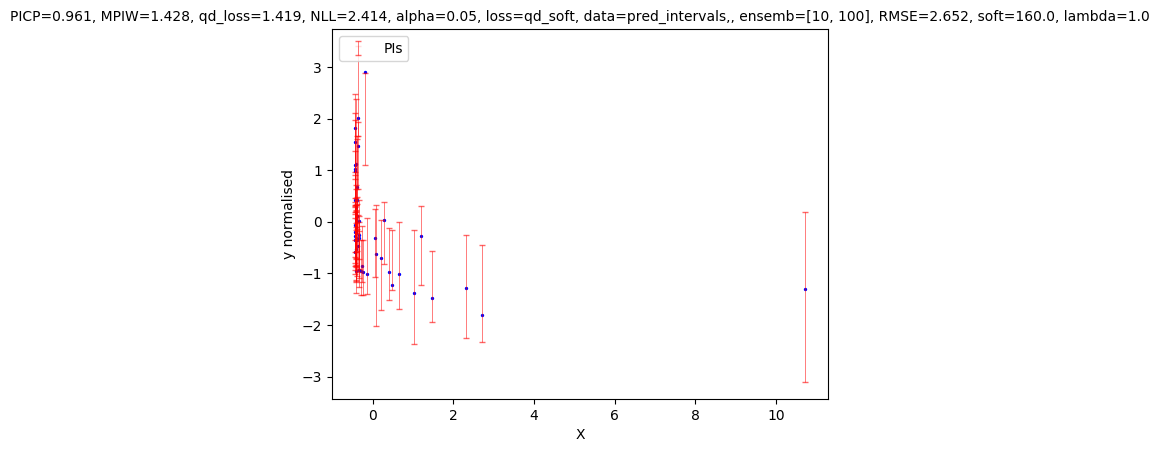 PICP=0.961, MPIW=1.428, qd_loss=1.419, NLL=2.414, alpha=0.05, loss=qd_soft, data=pred_intervals,, ensemb=[10, 100], RMSE=2.652, soft=160.0, lambda=1.0
PIs
3
2
1
0
−1
−2
−3
y normalised
0 2 4 6 8 10
X